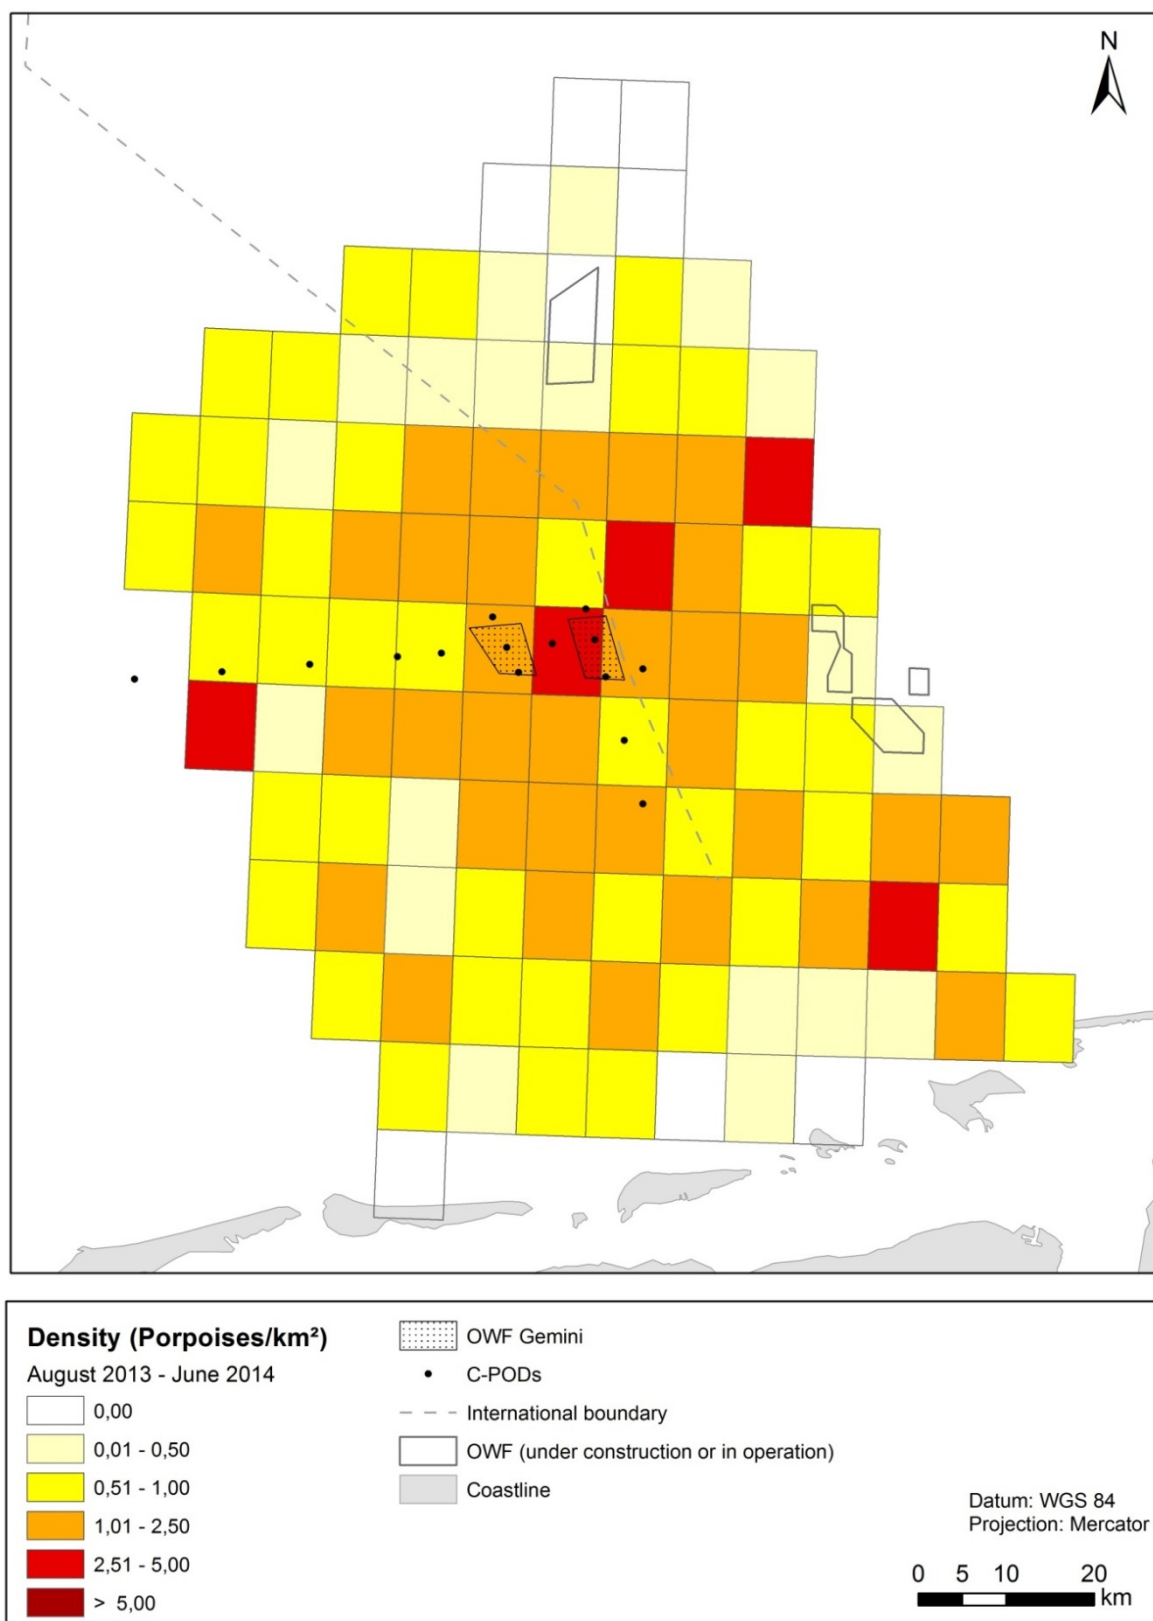 N
Density (Porpoises/km²)
August 2013 - June 2014
0,00
0,01 - 0,50
0,51 - 1,00
1,01 - 2,50
2,51 - 5,00
> 5,00
OWF Gemini
C-PODs
International boundary
OWF (under construction or in operation)
Coastline
Datum: WGS 84
Projection: Mercator
0 5 10 20
km